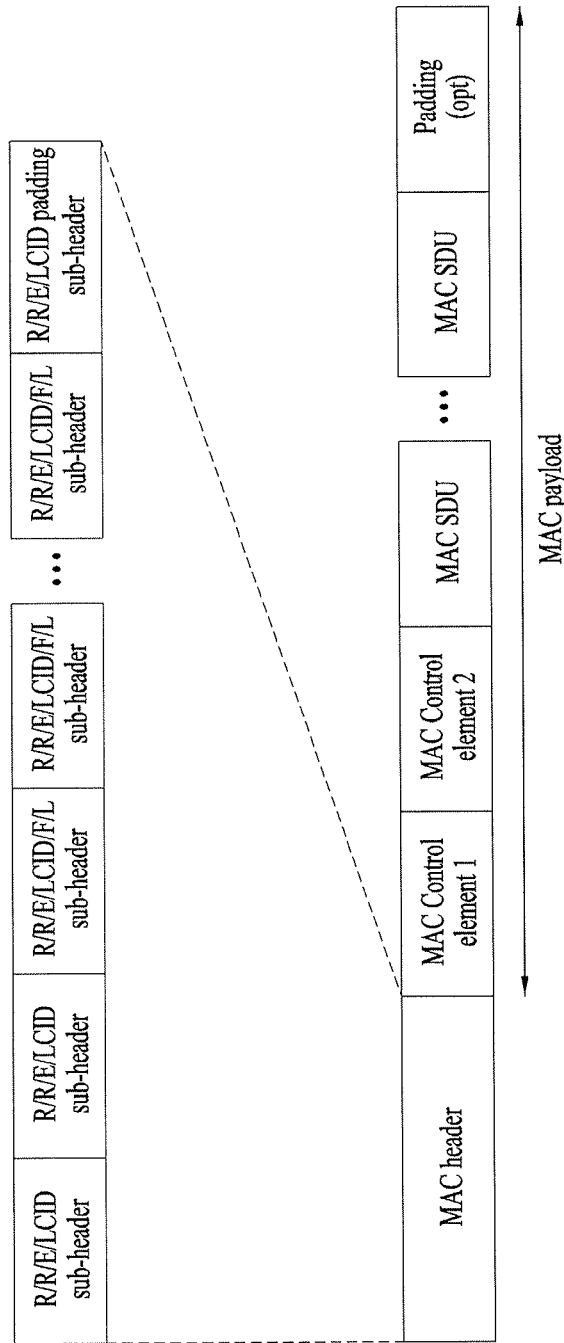 R/R/E/LCID
sub-header
R/R/E/LCID
sub-header
R/R/E/LCID/F/L
sub-header
R/R/E/LCID/F/L
sub-header
...
R/R/E/LCID/F/L
sub-header
R/R/E/LCID padding
sub-header
MAC header
MAC Control
element 1
MAC Control
element 2
MAC SDU
...
MAC SDU
Padding
(opt)
MAC payload